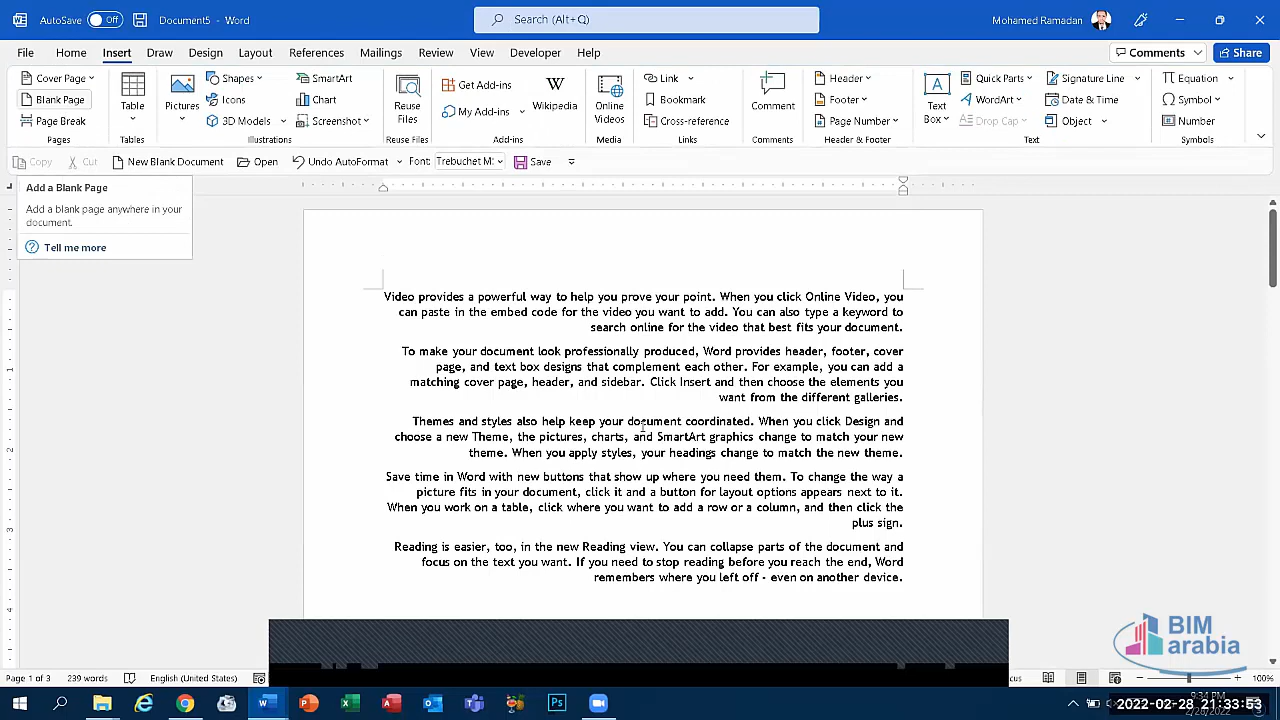 AutoSave Off Document5 - Word Search (Alt+Q) Mohamed Ramadan
File Home Insert Draw Design Layout References Mailings Review View Developer Help Comments Share
Cover Page
Blank Page
Page Break
Pages
Table
Tables
Pictures
Shapes
Icons
3D Models
SmartArt
Chart
Screenshot
Illustrations
Reuse
Files
Reuse Files
Get Add-ins
My Add-ins
Wikipedia
Add-ins
Online
Videos
Media
Link
Bookmark
Cross-reference
Links
Comment
Comments
Header
Footer
Page Number
Header & Footer
Text
Box
Quick Parts
WordArt
Drop Cap
Signature Line
Date & Time
Object
Text
Equation
Symbol
Number
Symbols
Copy Cut New Blank Document Open Undo AutoFormat Font: Trebuchet M Save
Add a Blank Page
Add a blank page anywhere in your
document.
Tell me more
Video provides a powerful way to help you prove your point. When you click Online Video, you
can paste in the embed code for the video you want to add. You can also type a keyword to
search online for the video that best fits your document.
To make your document look professionally produced, Word provides header, footer, cover
page, and text box designs that complement each other. For example, you can add a
matching cover page, header, and sidebar. Click Insert and then choose the elements you
want from the different galleries.
Themes and styles also help keep your document coordinated. When you click Design and
choose a new Theme, the pictures, charts, and SmartArt graphics change to match your new
theme. When you apply styles, your headings change to match the new theme.
Save time in Word with new buttons that show up where you need them. To change the way a
picture fits in your document, click it and a button for layout options appears next to it.
When you work on a table, click where you want to add a row or a column, and then click the
plus sign.
Reading is easier, too, in the new Reading view. You can collapse parts of the document and
focus on the text you want. If you need to stop reading before you reach the end, Word
remembers where you left off - even on another device.
BIM
arabia
Page 1 of 3 239 words English (United States) 100%
9:34 PM
2022-02-28 21:33:53
2/28/2022